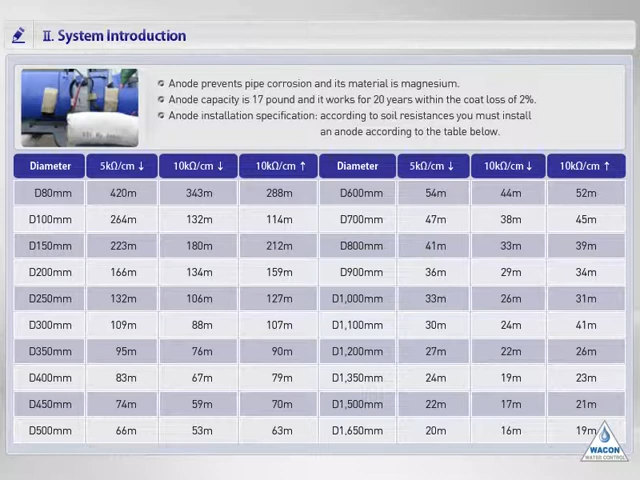 II. System Introduction
Anode prevents pipe corrosion and its material is magnesium.
Anode capacity is 17 pound and it works for 20 years within the coat loss of 2%.
Anode installation specification: according to soil resistances you must install
an anode according to the table below.
Diameter 5kΩ/cm ↓ 10kΩ/cm ↓ 10kΩ/cm ↑ Diameter 5kΩ/cm ↓ 10kΩ/cm ↓ 10kΩ/cm ↑
D80mm 420m 343m 288m D600mm 54m 44m 52m
D100mm 264m 132m 114m D700mm 47m 38m 45m
D150mm 223m 180m 212m D800mm 41m 33m 39m
D200mm 166m 134m 159m D900mm 36m 29m 34m
D250mm 132m 106m 127m D1,000mm 33m 26m 31m
D300mm 109m 88m 107m D1,100mm 30m 24m 41m
D350mm 95m 76m 90m D1,200mm 27m 22m 26m
D400mm 83m 67m 79m D1,350mm 24m 19m 23m
D450mm 74m 59m 70m D1,500mm 22m 17m 21m
D500mm 66m 53m 63m D1,650mm 20m 16m 19m
WACON
WATER CONTROL